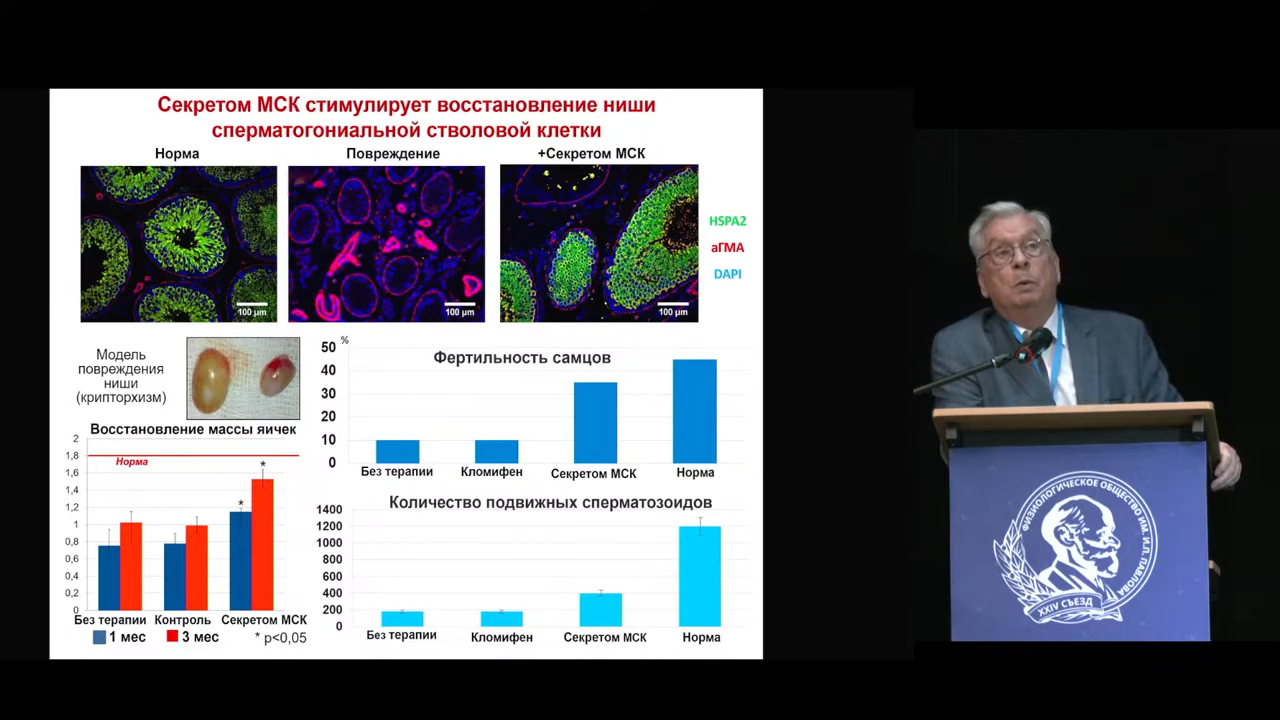 Секретом МСК стимулирует восстановление ниши
сперматогониальной стволовой клетки
Норма
Повреждение
+Секретом МСК
HSPA2
аГМА
DAPI
100 µm
100 µm
100 µm
Модель
повреждения
ниши
(крипторхизм)
Восстановление массы яичек
2
1,8
1,6
1,4
1,2
1
0,8
0,6
0,4
0,2
0
Норма
*
*
Без терапии
Контроль
Секретом МСК
1 мес
3 мес
* p<0,05
%
Фертильность самцов
50
40
30
20
10
0
Без терапии
Кломифен
Секретом МСК
Норма
Количество подвижных сперматозоидов
1400
1200
1000
800
600
400
200
0
Без терапии
Кломифен
Секретом МСК
Норма
ФИЗИОЛОГИЧЕСКОЕ ОБЩЕСТВО ИМ. И.П. ПАВЛОВА
XXIV СЪЕЗД